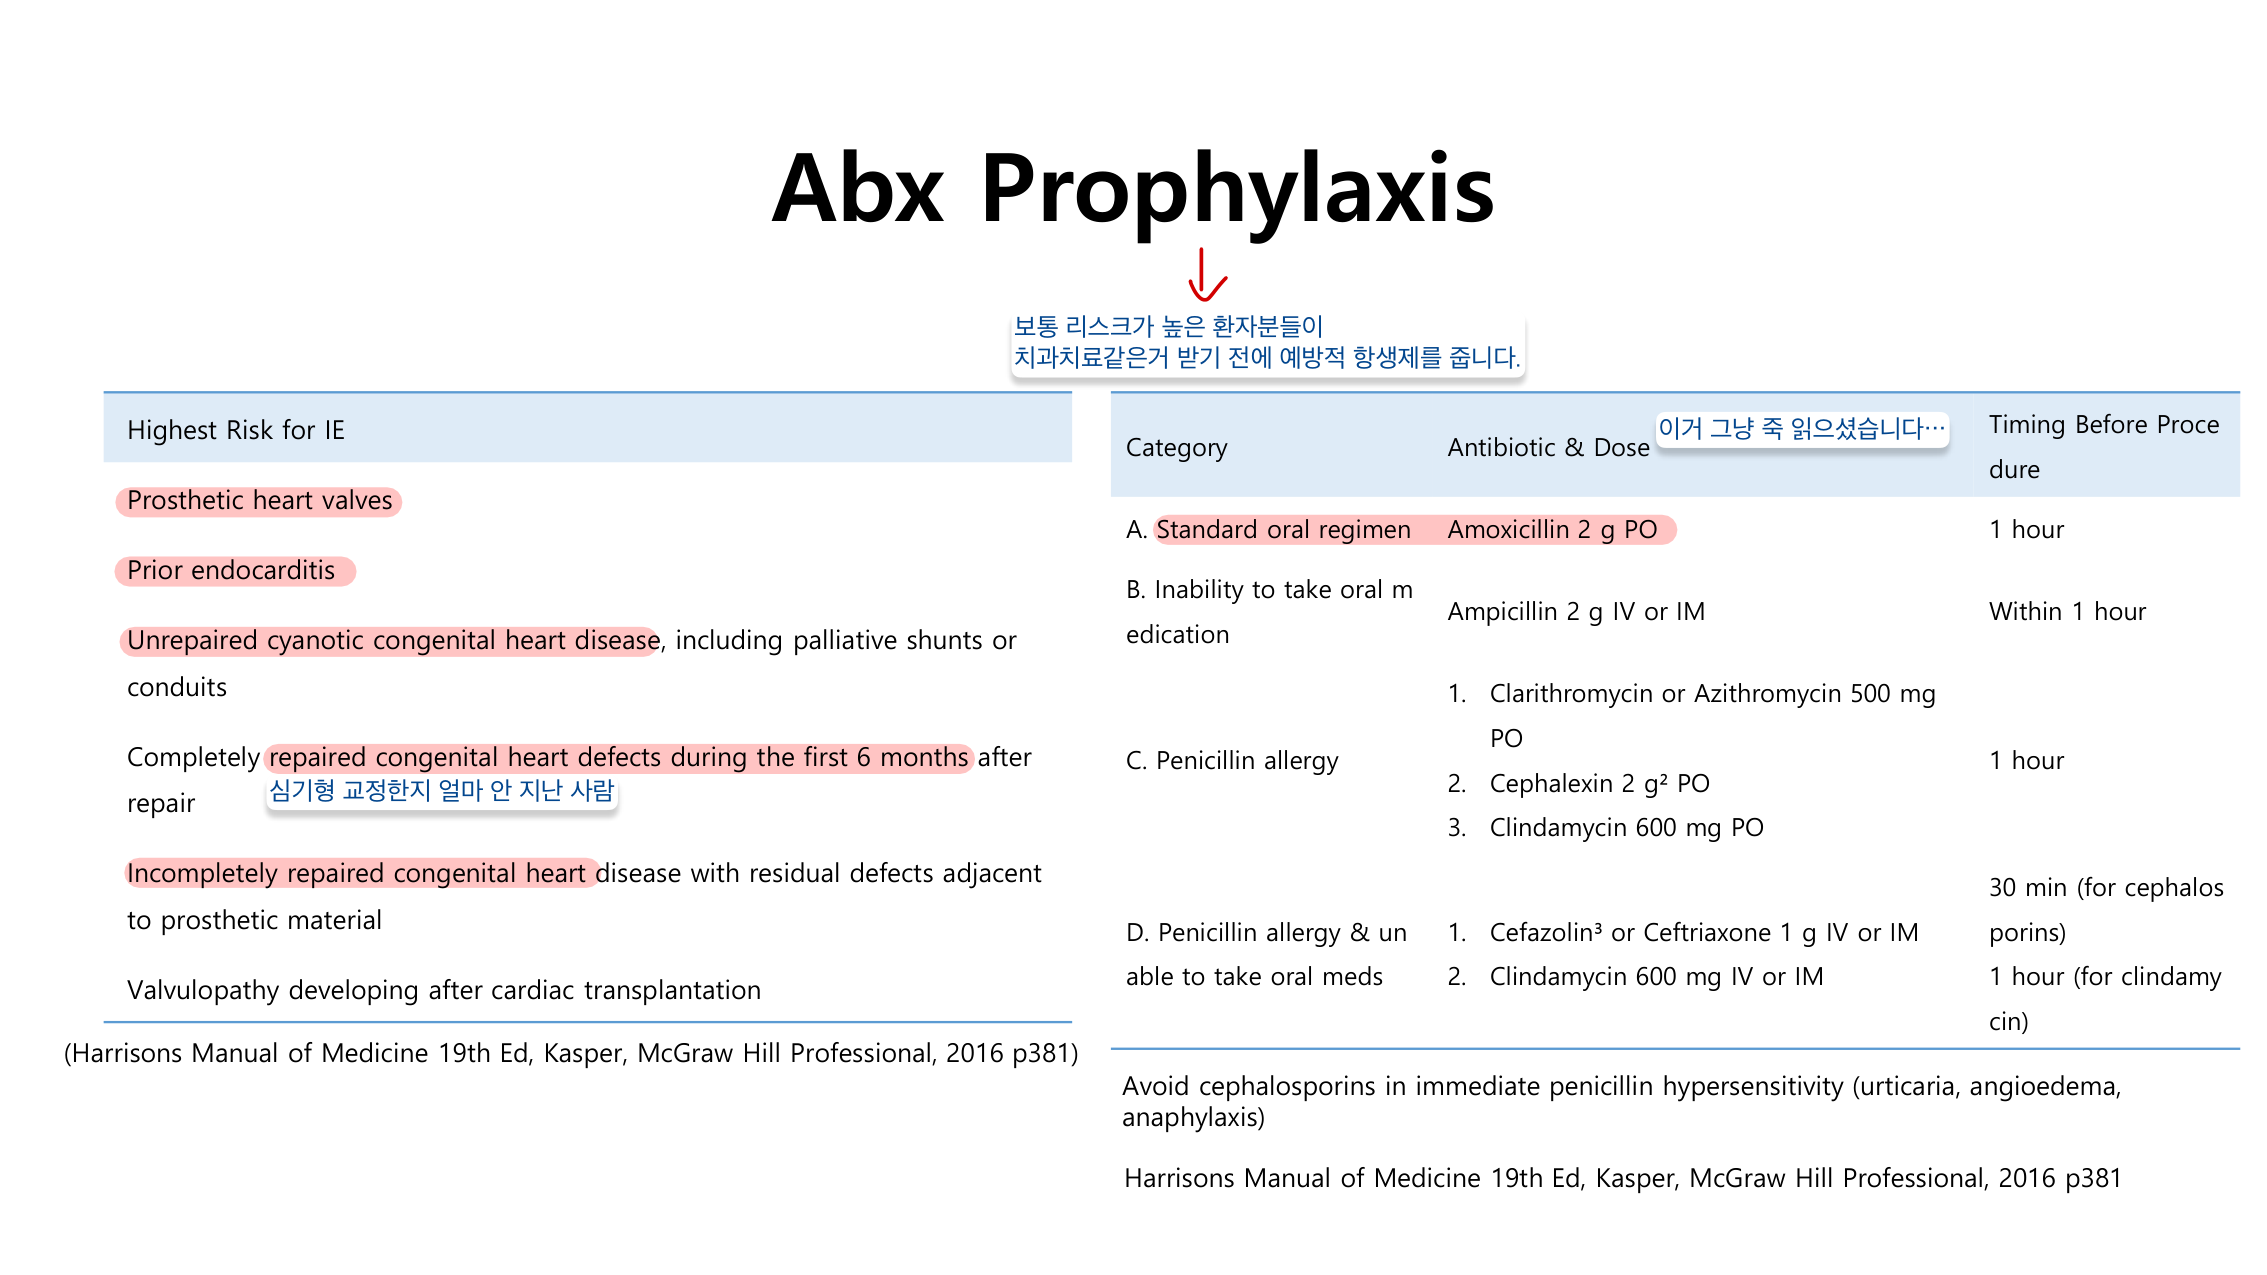 Abx Prophylaxis
보통 리스크가 높은 환자분들이
치과치료같은거 받기 전에 예방적 항생제를 줍니다.
Highest Risk for IE
Prosthetic heart valves
Prior endocarditis
Unrepaired cyanotic congenital heart disease, including palliative shunts or
conduits
Completely repaired congenital heart defects during the first 6 months after
repair
심기형 교정한지 얼마 안 지난 사람
Incompletely repaired congenital heart disease with residual defects adjacent
to prosthetic material
Valvulopathy developing after cardiac transplantation
(Harrisons Manual of Medicine 19th Ed, Kasper, McGraw Hill Professional, 2016 p381)
Category
Antibiotic & Dose
이거 그냥 죽 읽으셨습니다…
Timing Before Proce
dure
A. Standard oral regimen
Amoxicillin 2 g PO
1 hour
B. Inability to take oral m
edication
Ampicillin 2 g IV or IM
Within 1 hour
C. Penicillin allergy
1. Clarithromycin or Azithromycin 500 mg
PO
2. Cephalexin 2 g² PO
3. Clindamycin 600 mg PO
1 hour
D. Penicillin allergy & un
able to take oral meds
1. Cefazolin³ or Ceftriaxone 1 g IV or IM
2. Clindamycin 600 mg IV or IM
30 min (for cephalos
porins)
1 hour (for clindamy
cin)
Avoid cephalosporins in immediate penicillin hypersensitivity (urticaria, angioedema,
anaphylaxis)
Harrisons Manual of Medicine 19th Ed, Kasper, McGraw Hill Professional, 2016 p381